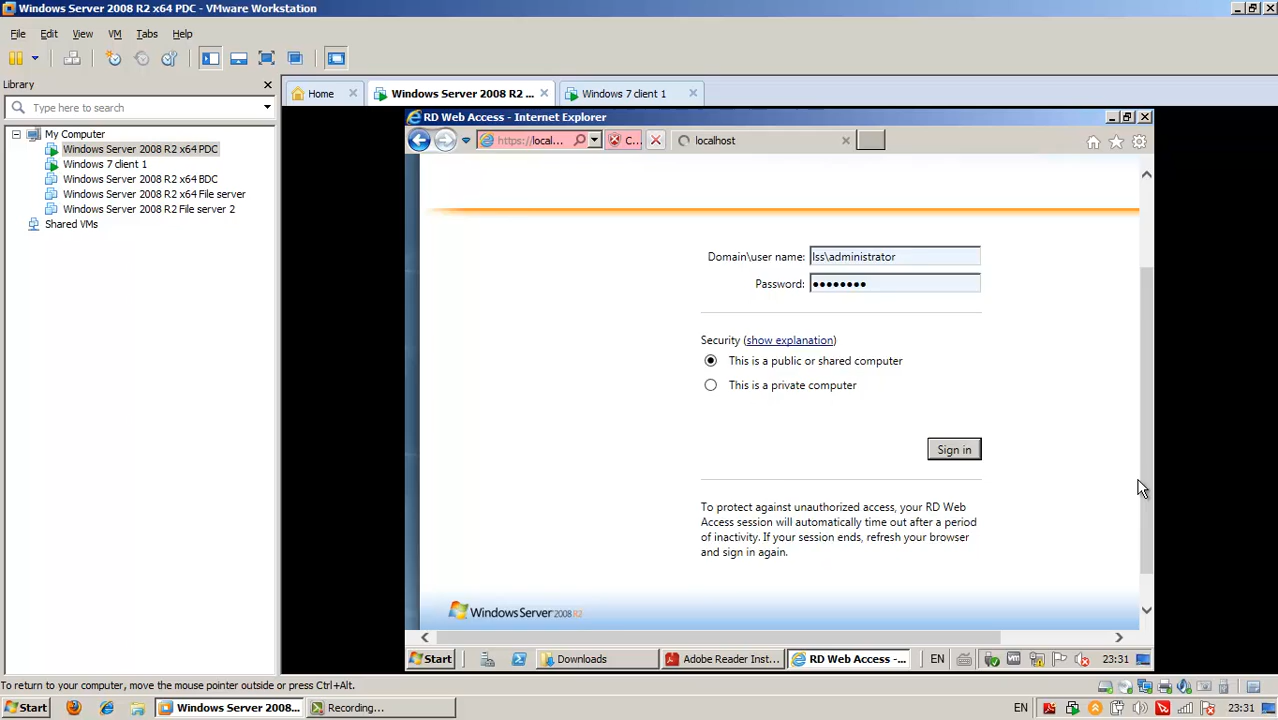 Windows Server 2008 R2 x64 PDC - VMware Workstation
File Edit View VM Tabs Help
Library
Type here to search
My Computer
Windows Server 2008 R2 x64 PDC
Windows 7 client 1
Windows Server 2008 R2 x64 BDC
Windows Server 2008 R2 x64 File server
Windows Server 2008 R2 File server 2
Shared VMs
Home
Windows Server 2008 R2 ...
Windows 7 client 1
RD Web Access - Internet Explorer
https://local...
C...
localhost
Domain\user name: lss\administrator
Password: ●●●●●●●●
Security (show explanation)
This is a public or shared computer
This is a private computer
Sign in
To protect against unauthorized access, your RD Web
Access session will automatically time out after a period
of inactivity. If your session ends, refresh your browser
and sign in again.
Windows Server 2008 R2
Start
Downloads
Adobe Reader Inst...
RD Web Access -...
EN
23:31
To return to your computer, move the mouse pointer outside or press Ctrl+Alt.
Start
Windows Server 2008...
Recording...
EN
23:31